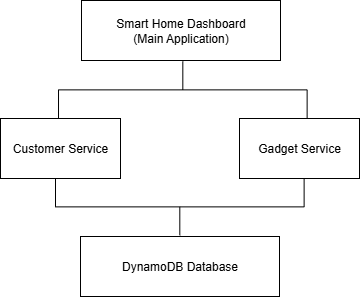 Smart Home Dashboard
(Main Application)
Customer Service
Gadget Service
DynamoDB Database